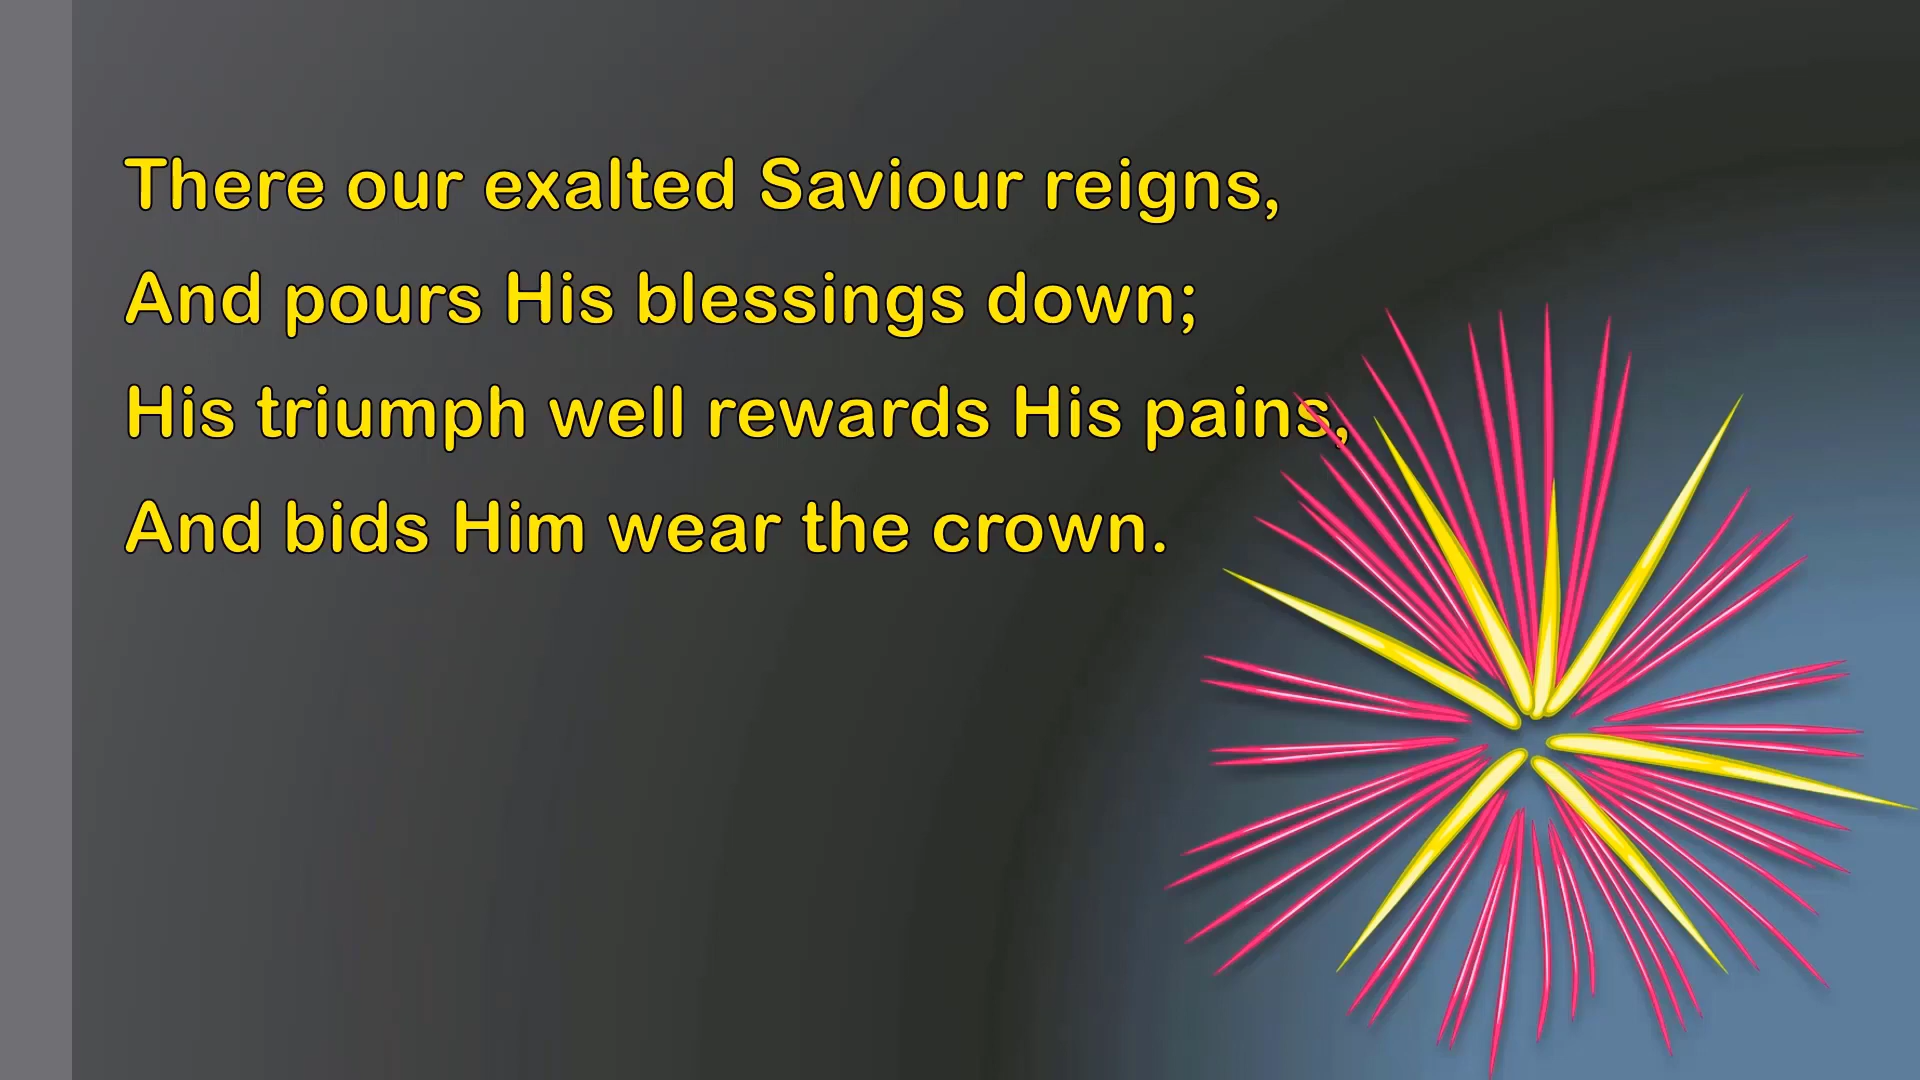 There our exalted Saviour reigns,
And pours His blessings down;
His triumph well rewards His pains,
And bids Him wear the crown.